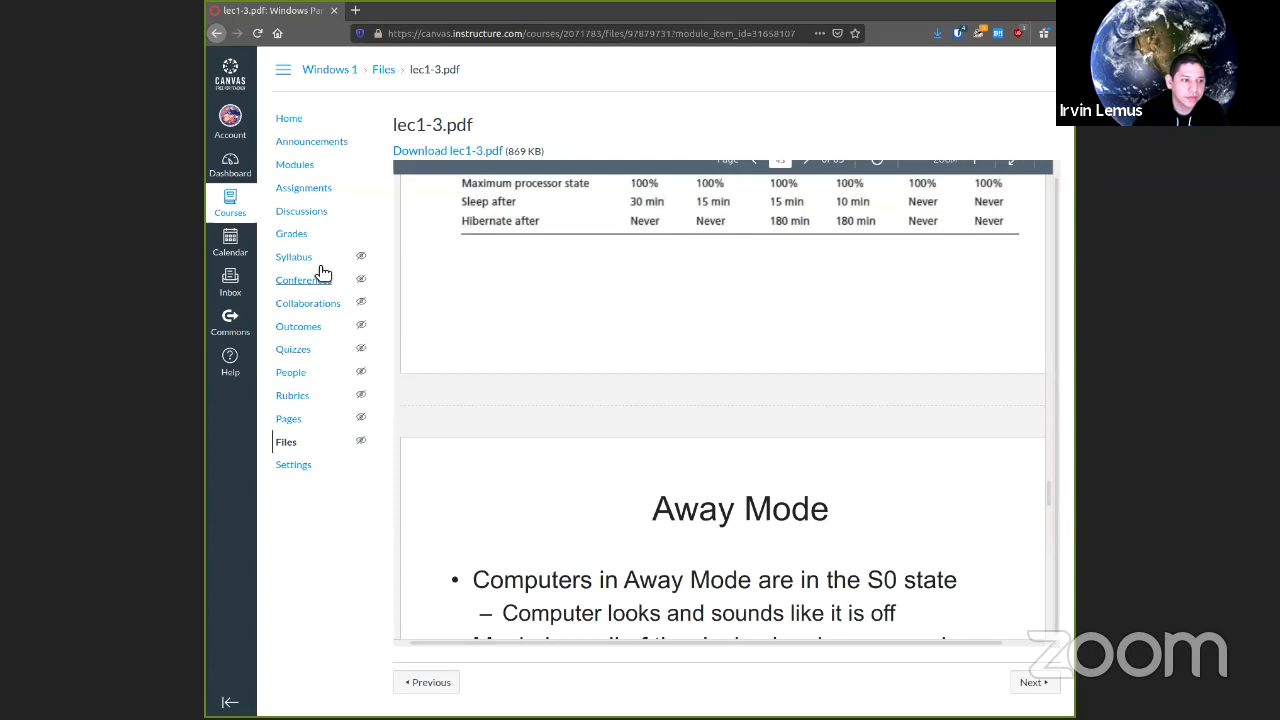 lec1-3.pdf: Windows Par
https://canvas.instructure.com/courses/2071783/files/97879731?module_item_id=31658107
Irvin Lemus
CANVAS
FREE FOR TEACHER
Account
Dashboard
Courses
Calendar
Inbox
Commons
Help
Windows 1 › Files › lec1-3.pdf
Home
Announcements
Modules
Assignments
Discussions
Grades
Syllabus
Conferen
Collaborations
Outcomes
Quizzes
People
Rubrics
Pages
Files
Settings
lec1-3.pdf
Download lec1-3.pdf (869 KB)
Maximum processor state 100% 100% 100% 100% 100% 100%
Sleep after 30 min 15 min 15 min 10 min Never Never
Hibernate after Never Never 180 min 180 min Never Never
Away Mode
• Computers in Away Mode are in the S0 state
– Computer looks and sounds like it is off
Previous
Next
zoom